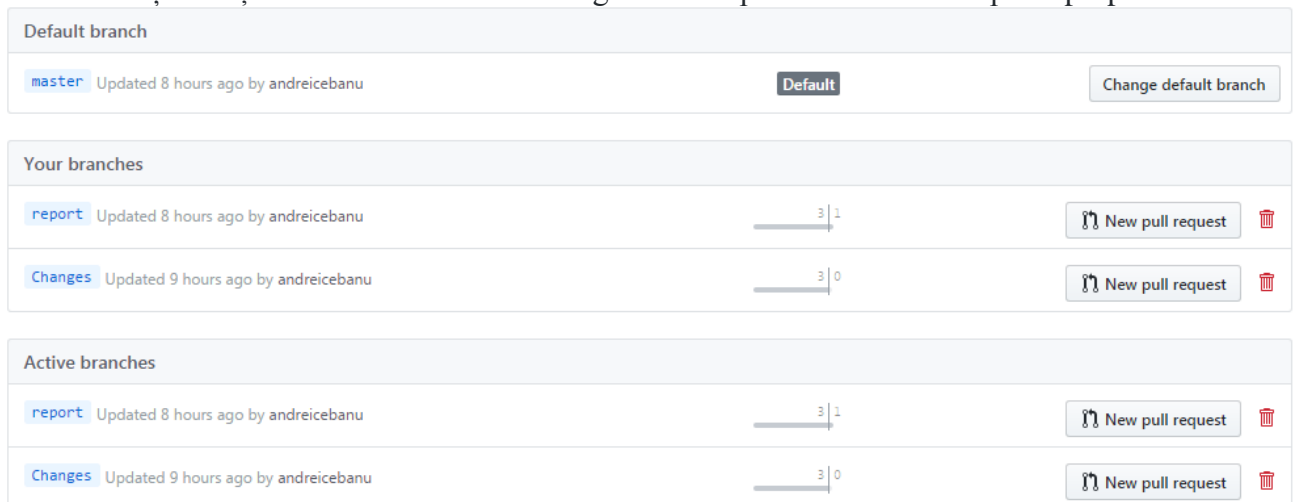 Default branch
master Updated 8 hours ago by andreicebanu Default Change default branch
Your branches
report Updated 8 hours ago by andreicebanu 3 1 New pull request
Changes Updated 9 hours ago by andreicebanu 3 0 New pull request
Active branches
report Updated 8 hours ago by andreicebanu 3 1 New pull request
Changes Updated 9 hours ago by andreicebanu 3 0 New pull request